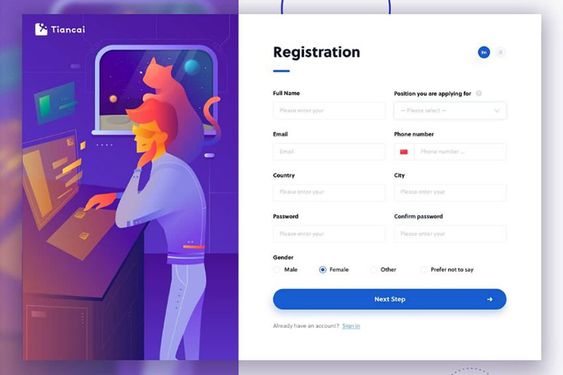 Tiancai
Registration
En
Full Name
Position you are applying for
Please enter your
-- Please select --
Email
Phone number
Email
Phone number ...
Country
City
Please enter your
Please enter your
Password
Confirm password
Please enter your
Please enter your
Gender
Male
Female
Other
Prefer not to say
Next Step
Already have an account? Sign in